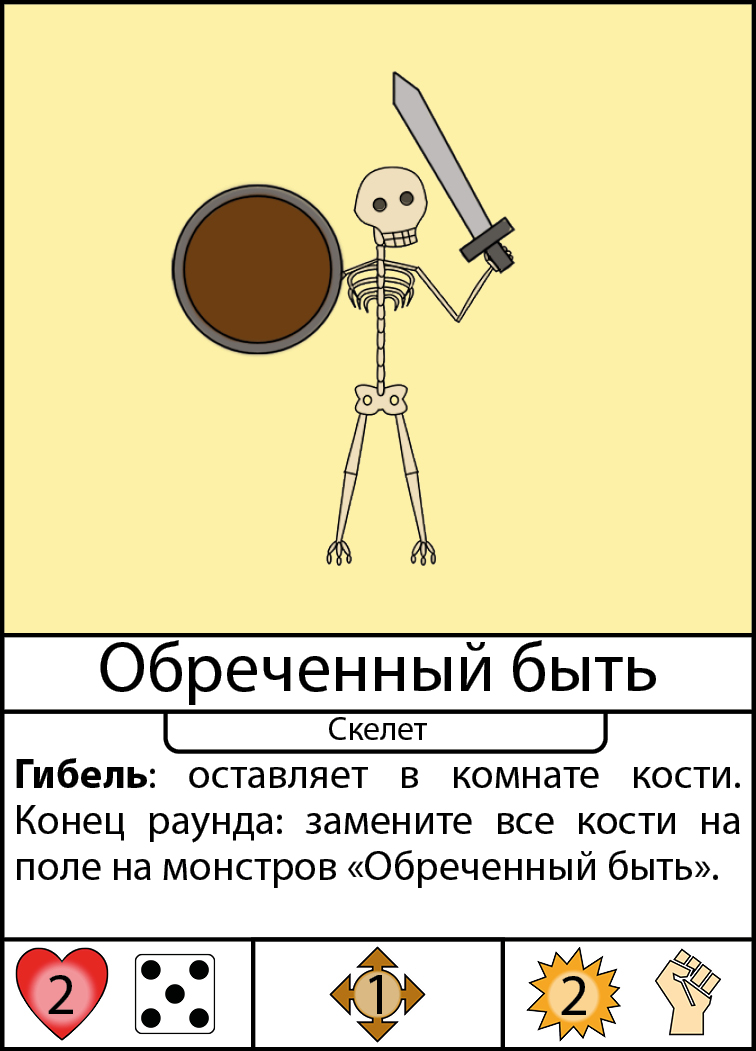 Обреченный быть
Скелет
Гибель: оставляет в комнате кости.
Конец раунда: замените все кости на
поле на монстров «Обреченный быть».
2 1 2